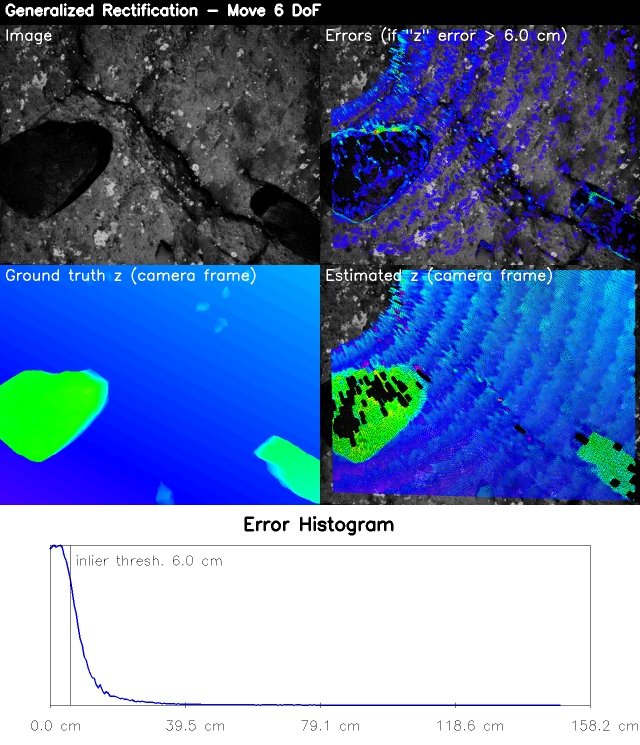 Generalized Rectification – Move 6 DoF
Image
Errors (if "z" error > 6.0 cm)
Ground truth z (camera frame)
Estimated z (camera frame)
Error Histogram
inlier thresh. 6.0 cm
0.0 cm
39.5 cm
79.1 cm
118.6 cm
158.2 cm